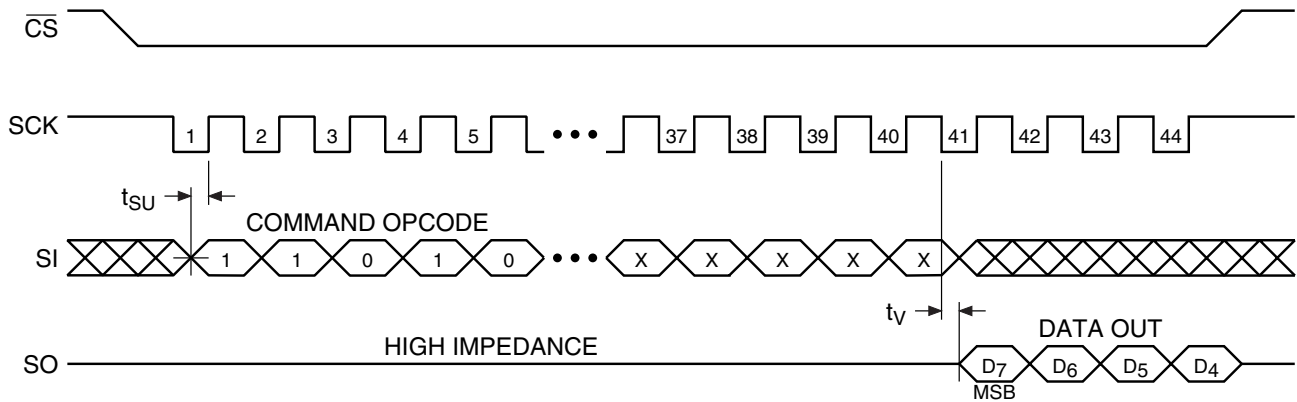 CS
SCK 1 2 3 4 5 ••• 37 38 39 40 41 42 43 44
tSU
COMMAND OPCODE
SI 1 1 0 1 0 ••• X X X X X
tV
DATA OUT
HIGH IMPEDANCE
SO D7 D6 D5 D4
MSB